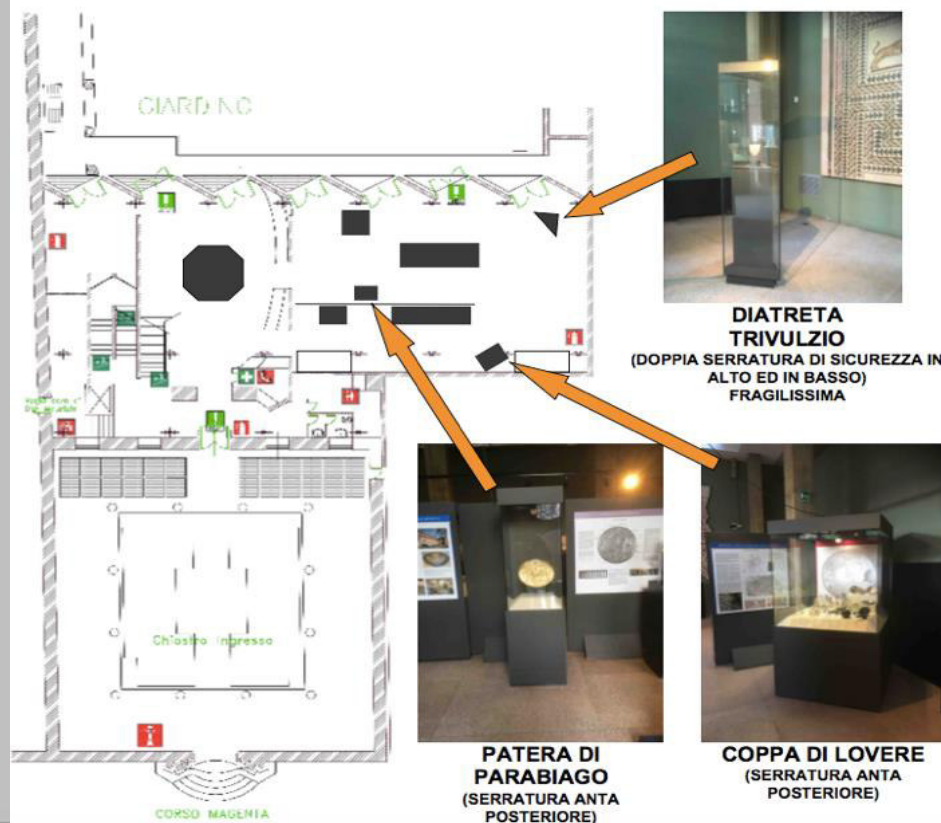 GIARDINO
DIATRETA
TRIVULZIO
(DOPPIA SERRATURA DI SICUREZZA IN
ALTO ED IN BASSO)
FRAGILISSIMA
Chiostro Ingresso
PATERA DI
PARABIAGO
(SERRATURA ANTA
POSTERIORE)
COPPA DI LOVERE
(SERRATURA ANTA
POSTERIORE)
CORSO MAGENTA